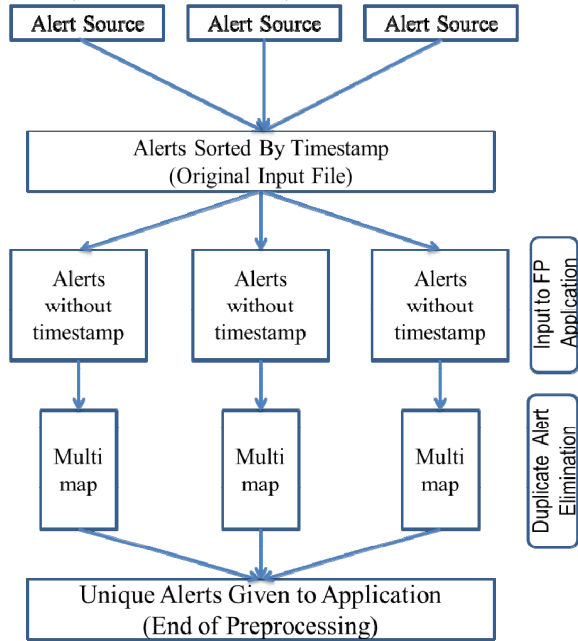 Alert Source
Alert Source
Alert Source
Alerts Sorted By Timestamp
(Original Input File)
Alerts
without
timestamp
Alerts
without
timestamp
Alerts
without
timestamp
Input to FP
Application
Multi
map
Multi
map
Multi
map
Duplicate Alert
Elimination
Unique Alerts Given to Application
(End of Preprocessing)